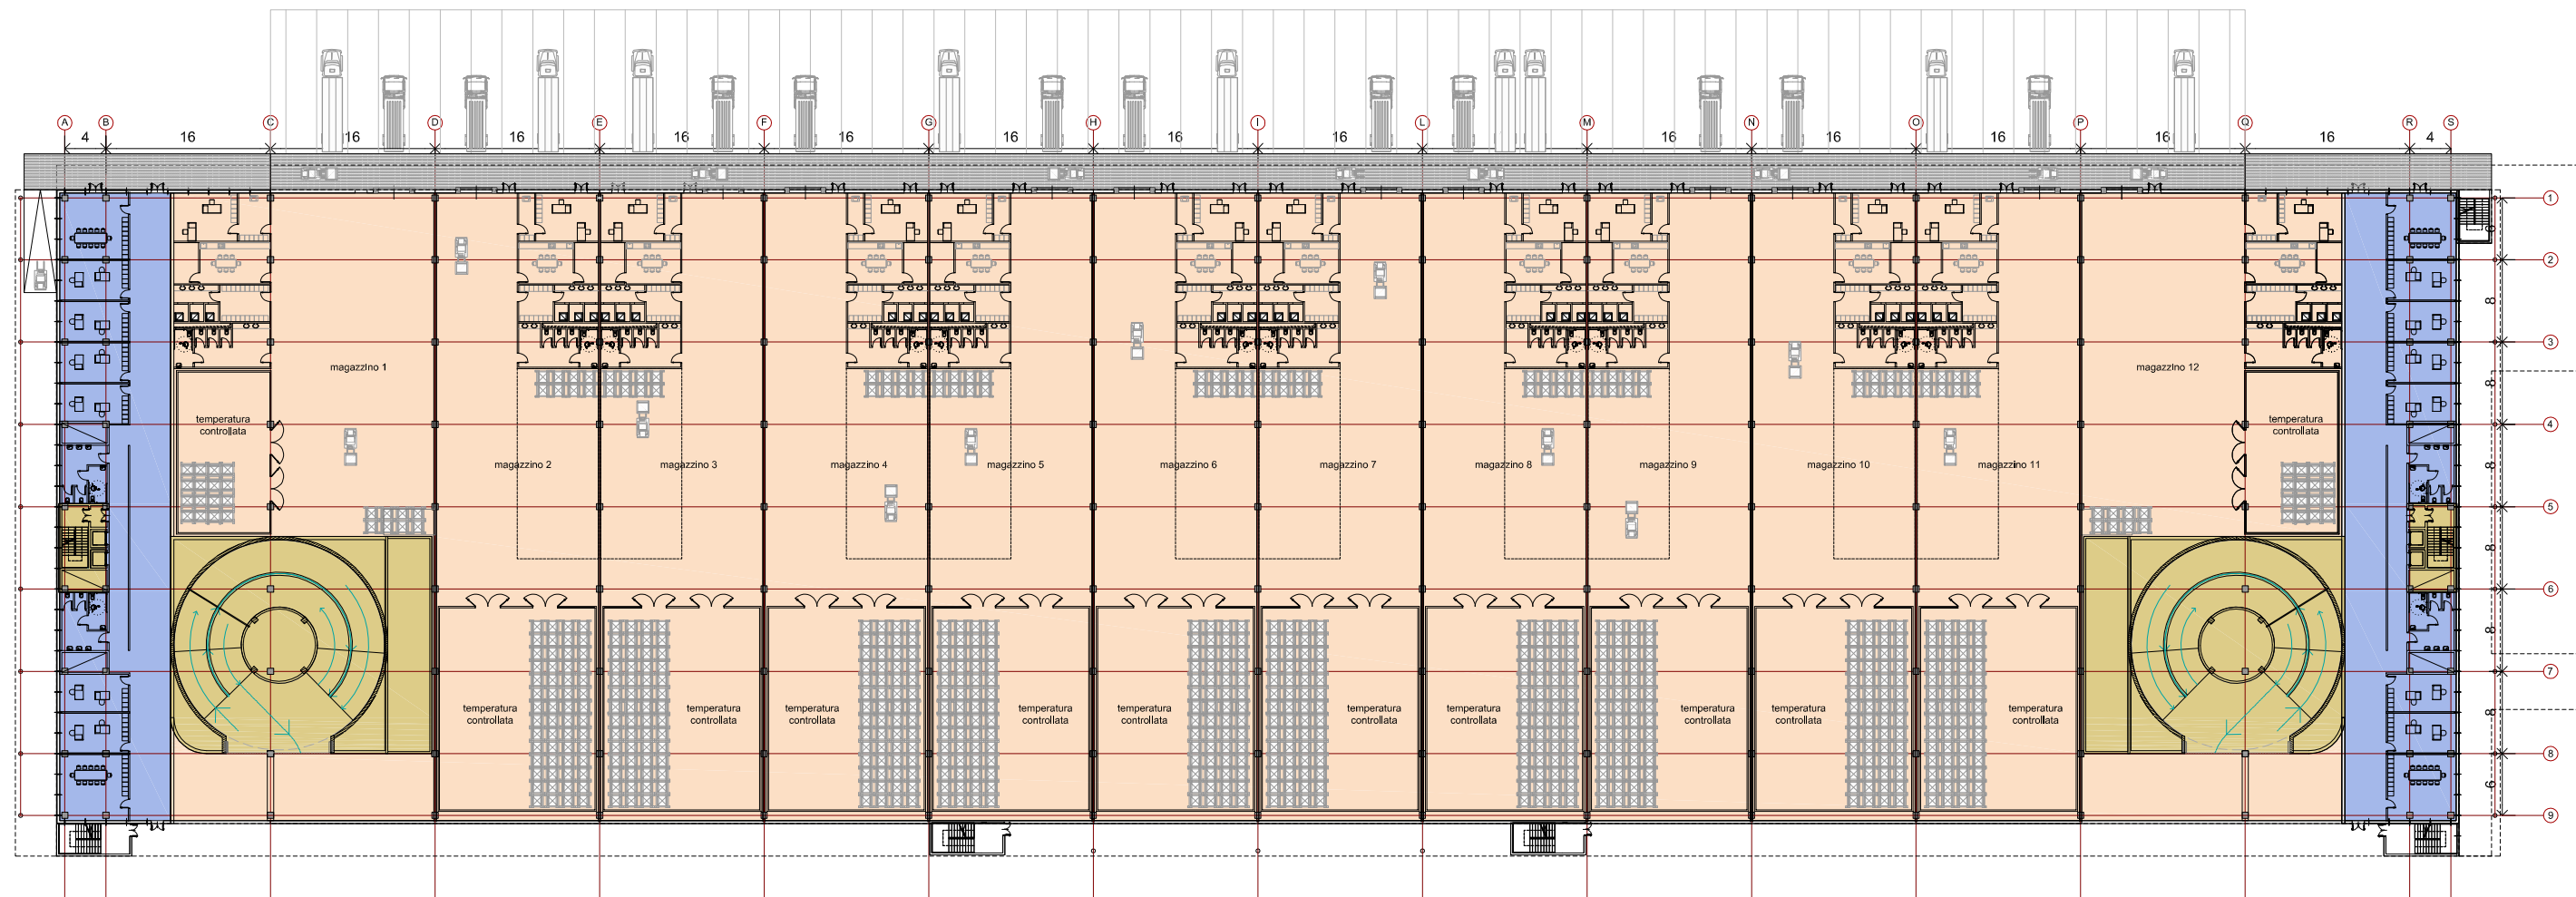 A B C D E F G H I L M N O P Q R S
4 16 16 16 16 16 16 16 16 16 16 16 16 16 16 4
1
6
2
8
3
8
4
8
5
8
6
8
7
8
8
6
9
magazzino 1
magazzino 12
temperatura
controllata
temperatura
controllata
magazzino 2
magazzino 3
magazzino 4
magazzino 5
magazzino 6
magazzino 7
magazzino 8
magazzino 9
magazzino 10
magazzino 11
temperatura
controllata
temperatura
controllata
temperatura
controllata
temperatura
controllata
temperatura
controllata
temperatura
controllata
temperatura
controllata
temperatura
controllata
temperatura
controllata
temperatura
controllata